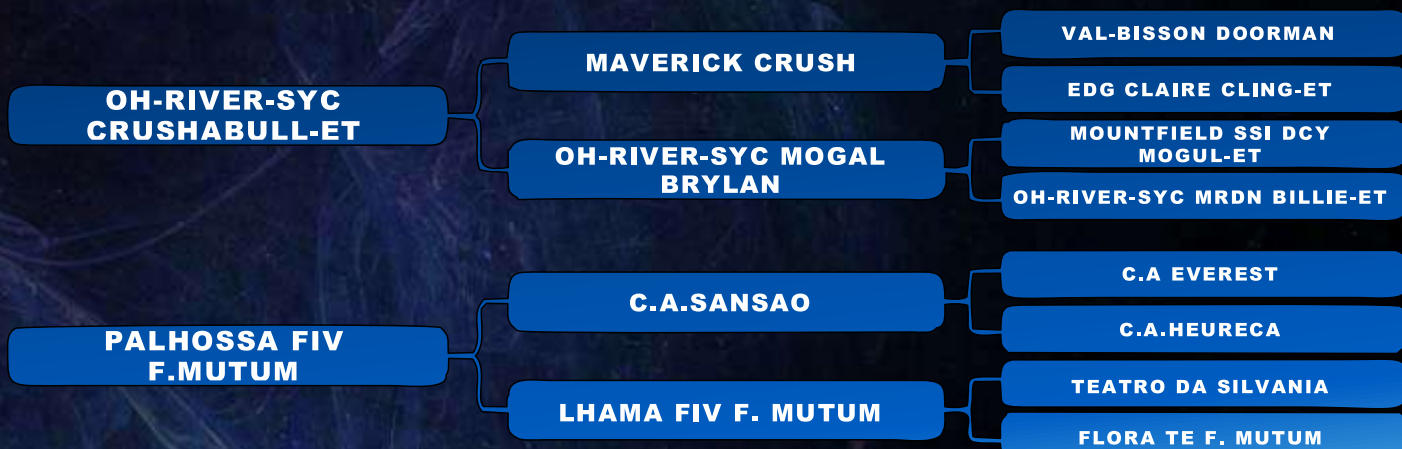 OH-RIVER-SYC
CRUSHABULL-ET
MAVERICK CRUSH
VAL-BISSON DOORMAN
EDG CLAIRE CLING-ET
OH-RIVER-SYC MOGAL
BRYLAN
MOUNTFIELD SSI DCY
MOGUL-ET
OH-RIVER-SYC MRDN BILLIE-ET
PALHOSSA FIV
F.MUTUM
C.A.SANSAO
C.A EVEREST
C.A.HEURECA
LHAMA FIV F. MUTUM
TEATRO DA SILVANIA
FLORA TE F. MUTUM